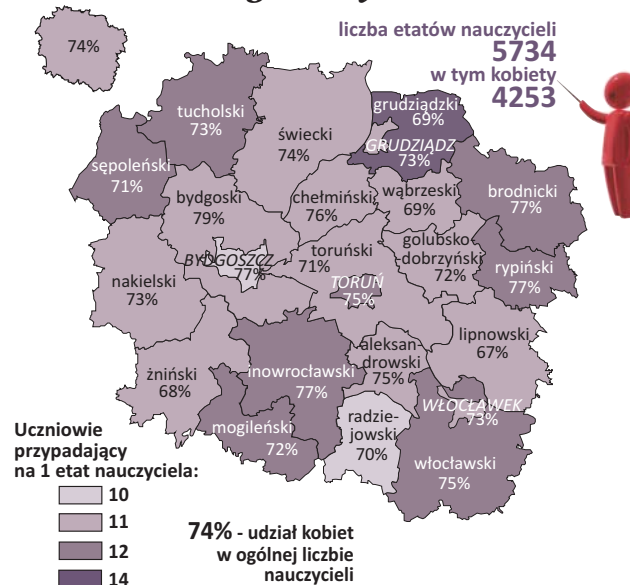 liczba etatów nauczycieli
5734
w tym kobiety
4253
74%
tucholski
73%
świecki
74%
grudziądzki
69%
GRUDZIĄDZ
73%
sępoleński
71%
bydgoski
79%
chełmiński
76%
wąbrzeski
69%
brodnicki
77%
BYDGOSZCZ
77%
toruński
71%
TORUŃ
75%
golubsko-
dobrzyński
72%
rypiński
77%
nakielski
73%
lipnowski
67%
żniński
68%
inowrocławski
77%
aleksan-
drowski
75%
mogileński
72%
radzie-
jowski
70%
WŁOCŁAWEK
73%
włocławski
75%
Uczniowie
przypadający
na 1 etat nauczyciela:
10
11
12
14
74% - udział kobiet
w ogólnej liczbie
nauczycieli